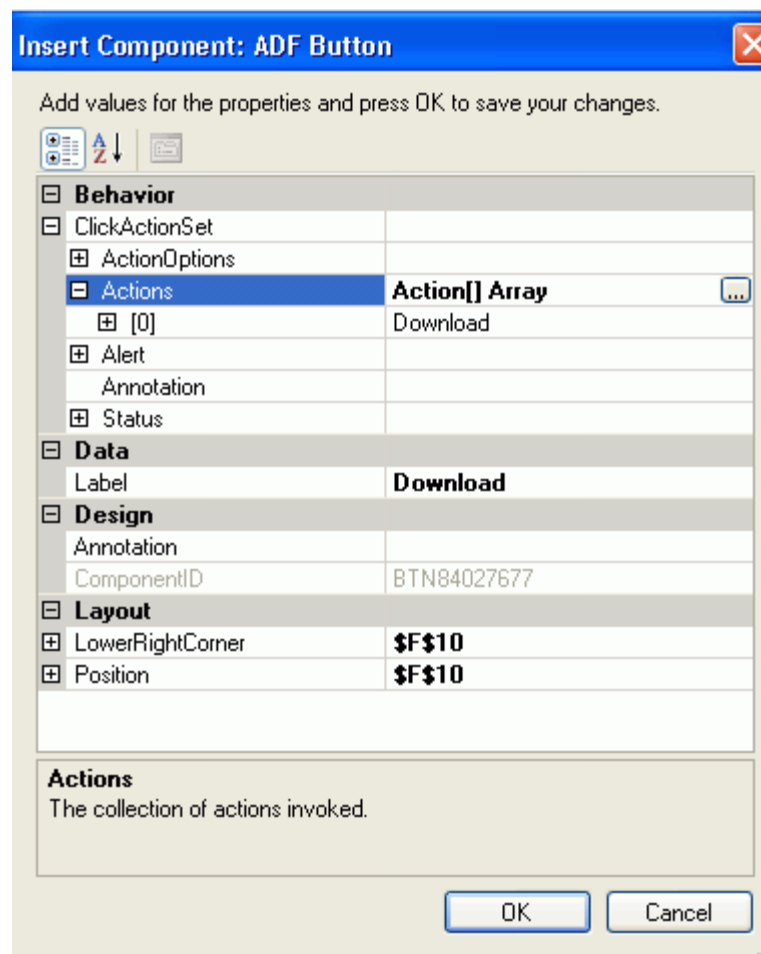 Insert Component: ADF Button
Add values for the properties and press OK to save your changes.
Behavior
ClickActionSet
ActionOptions
Actions Action[] Array ...
[0] Download
Alert
Annotation
Status
Data
Label Download
Design
Annotation
ComponentID BTN84027677
Layout
LowerRightCorner $F$10
Position $F$10
Actions
The collection of actions invoked.
OK Cancel